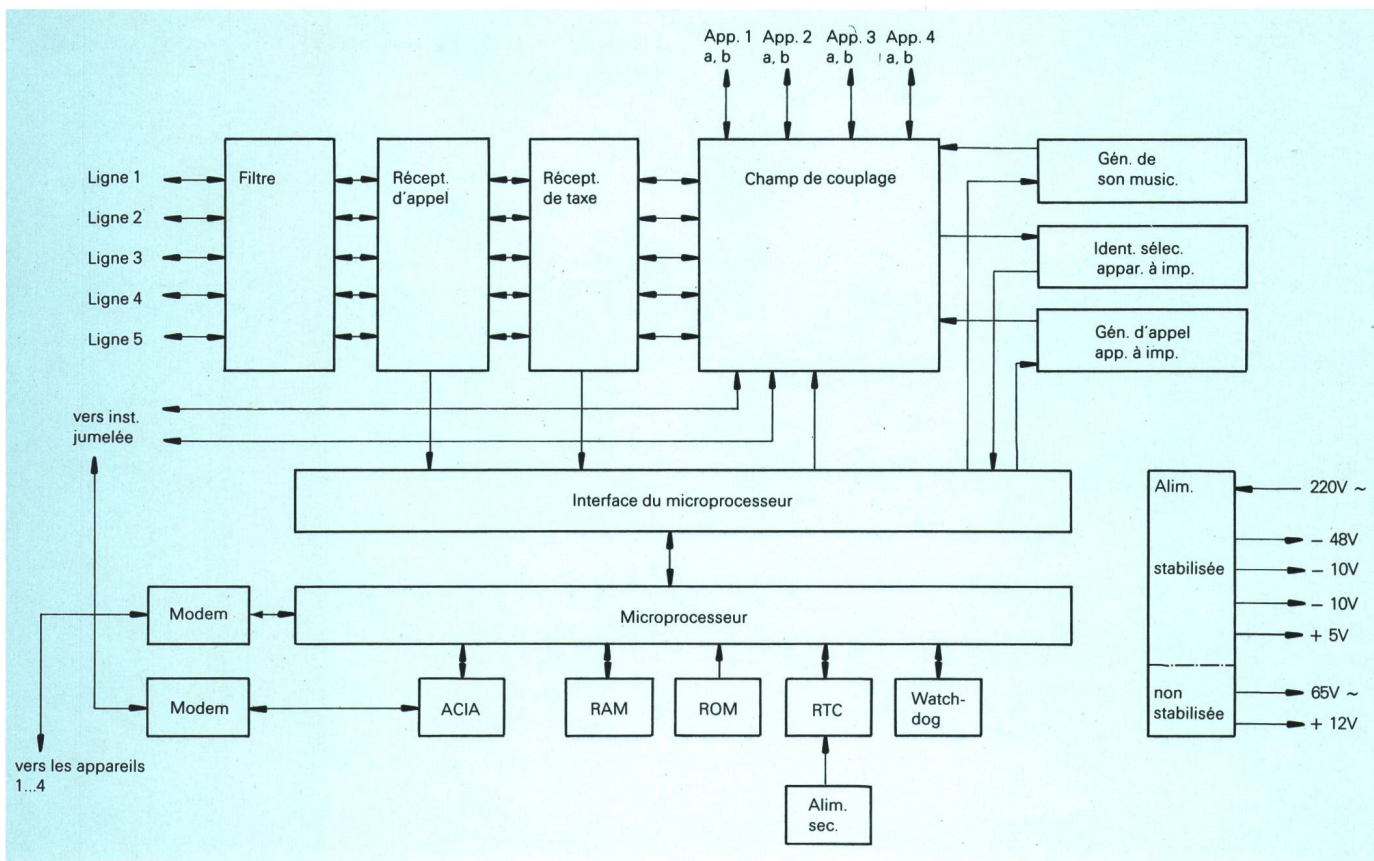 App. 1 App. 2 App. 3 App. 4
a, b a, b a, b a, b
Ligne 1
Ligne 2
Ligne 3
Ligne 4
Ligne 5
Filtre
Récept.
d'appel
Récept.
de taxe
Champ de couplage
Gén. de
son music.
Ident. sélec.
appar. à imp.
Gén. d'appel
app. à imp.
vers inst.
jumelée
Interface du microprocesseur
Microprocesseur
Modem
Modem
ACIA
RAM
ROM
RTC
Watch-
dog
Alim.
sec.
vers les appareils
1...4
Alim.
stabilisée
non
stabilisée
220V ~
– 48V
– 10V
– 10V
+ 5V
65V ~
+ 12V